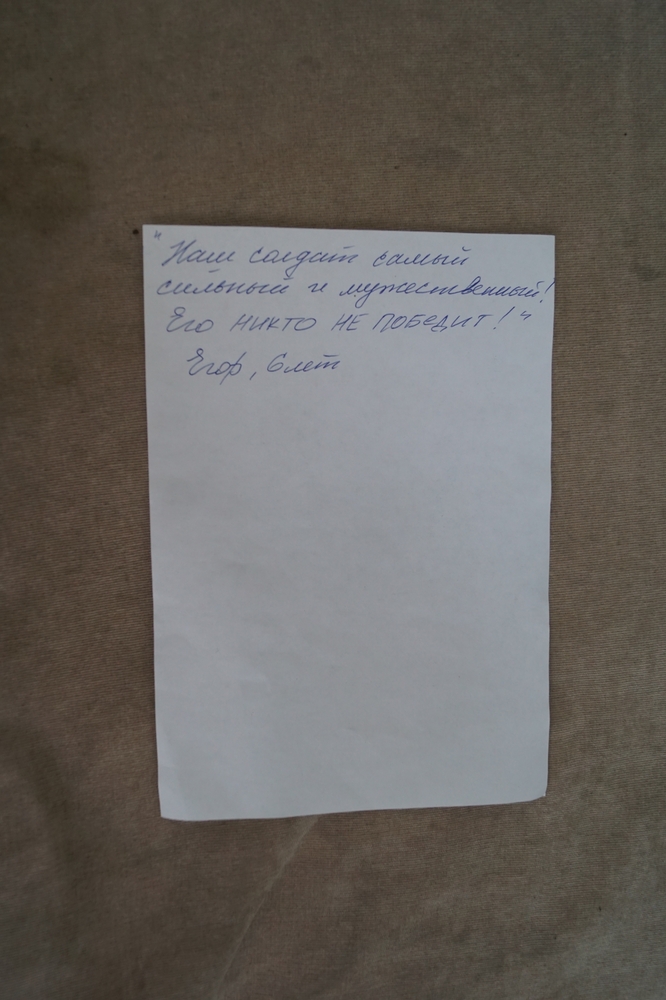 "Наш солдат самый
сильный и мужественный!
Его НИКТО НЕ ПОБЕДИТ!"
Егор, 6 лет